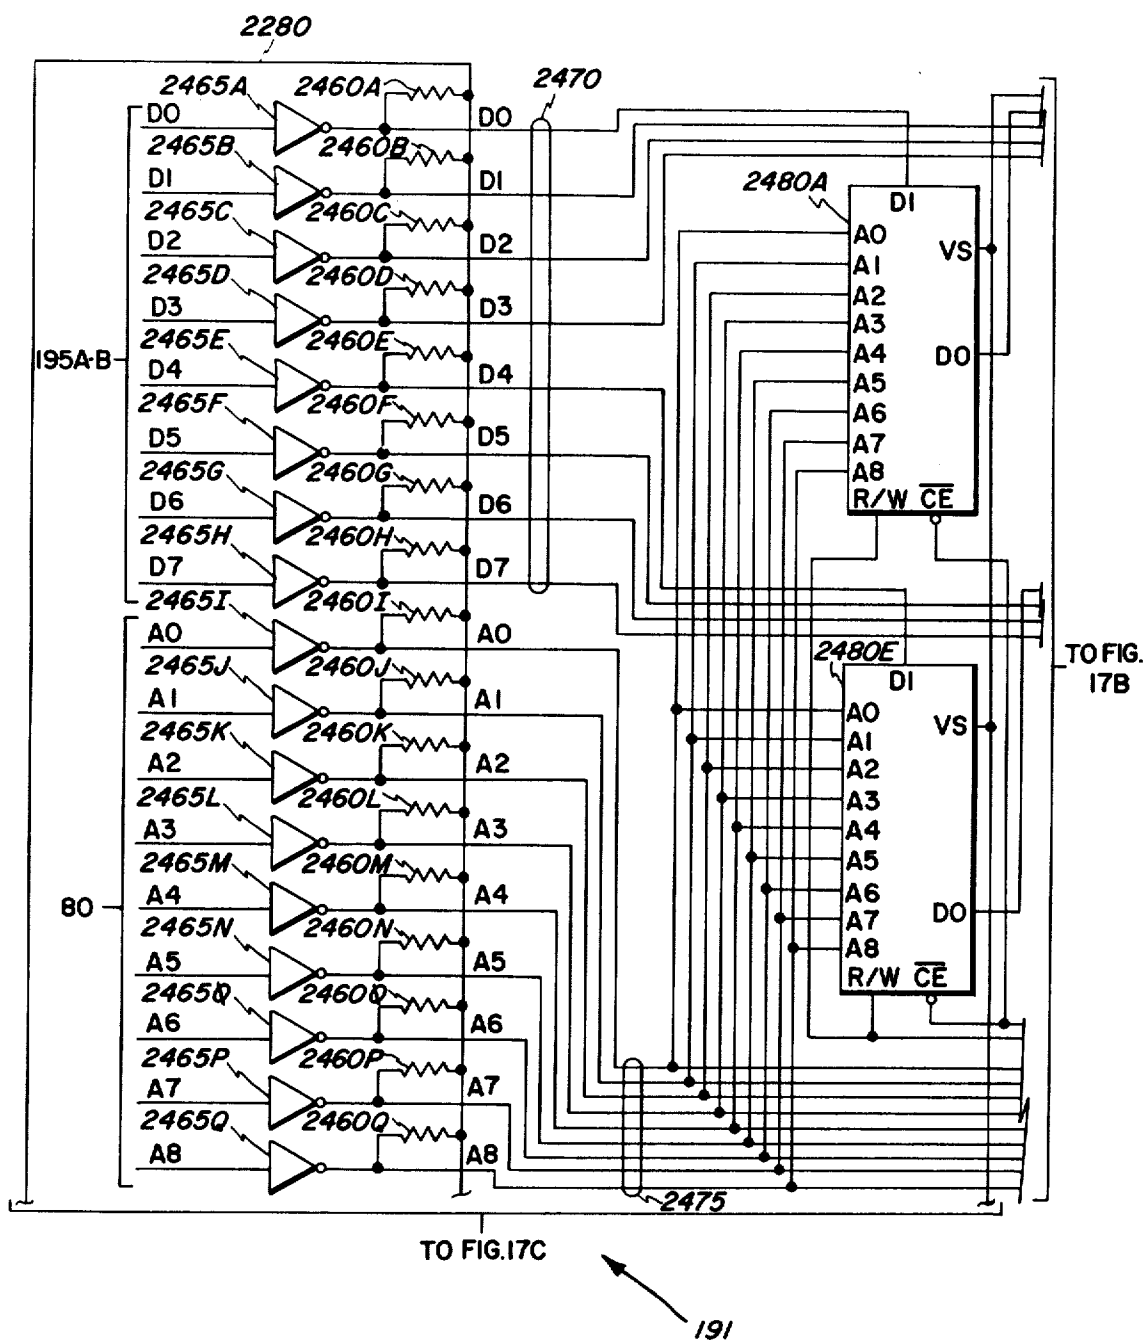 2280
2465A 2460A 2470
D0 D0
2465B 2460B
D1 D1
2465C 2460C
D2 D2
2465D 2460D
D3 D3
2465E 2460E
195A-B
D4 D4
2465F 2460F
D5 D5
2465G 2460G
D6 D6
2465H 2460H
D7 D7
2465I 2460I
A0 A0
2465J 2460J
A1 A1
2465K 2460K
A2 A2
2465L 2460L
A3 A3
2465M 2460M
80
A4 A4
2465N 2460N
A5 A5
2465O 2460O
A6 A6
2465P 2460P
A7 A7
2465Q 2460Q
A8 A8
2475
2480A
DI
A0
VS
A1
A2
A3
A4 DO
A5
A6
A7
A8
R/W CE
2480E
DI
A0
VS
A1
A2
A3
A4
A5
A6
A7 DO
A8
R/W CE
TO FIG.
17B
TO FIG.17C
191